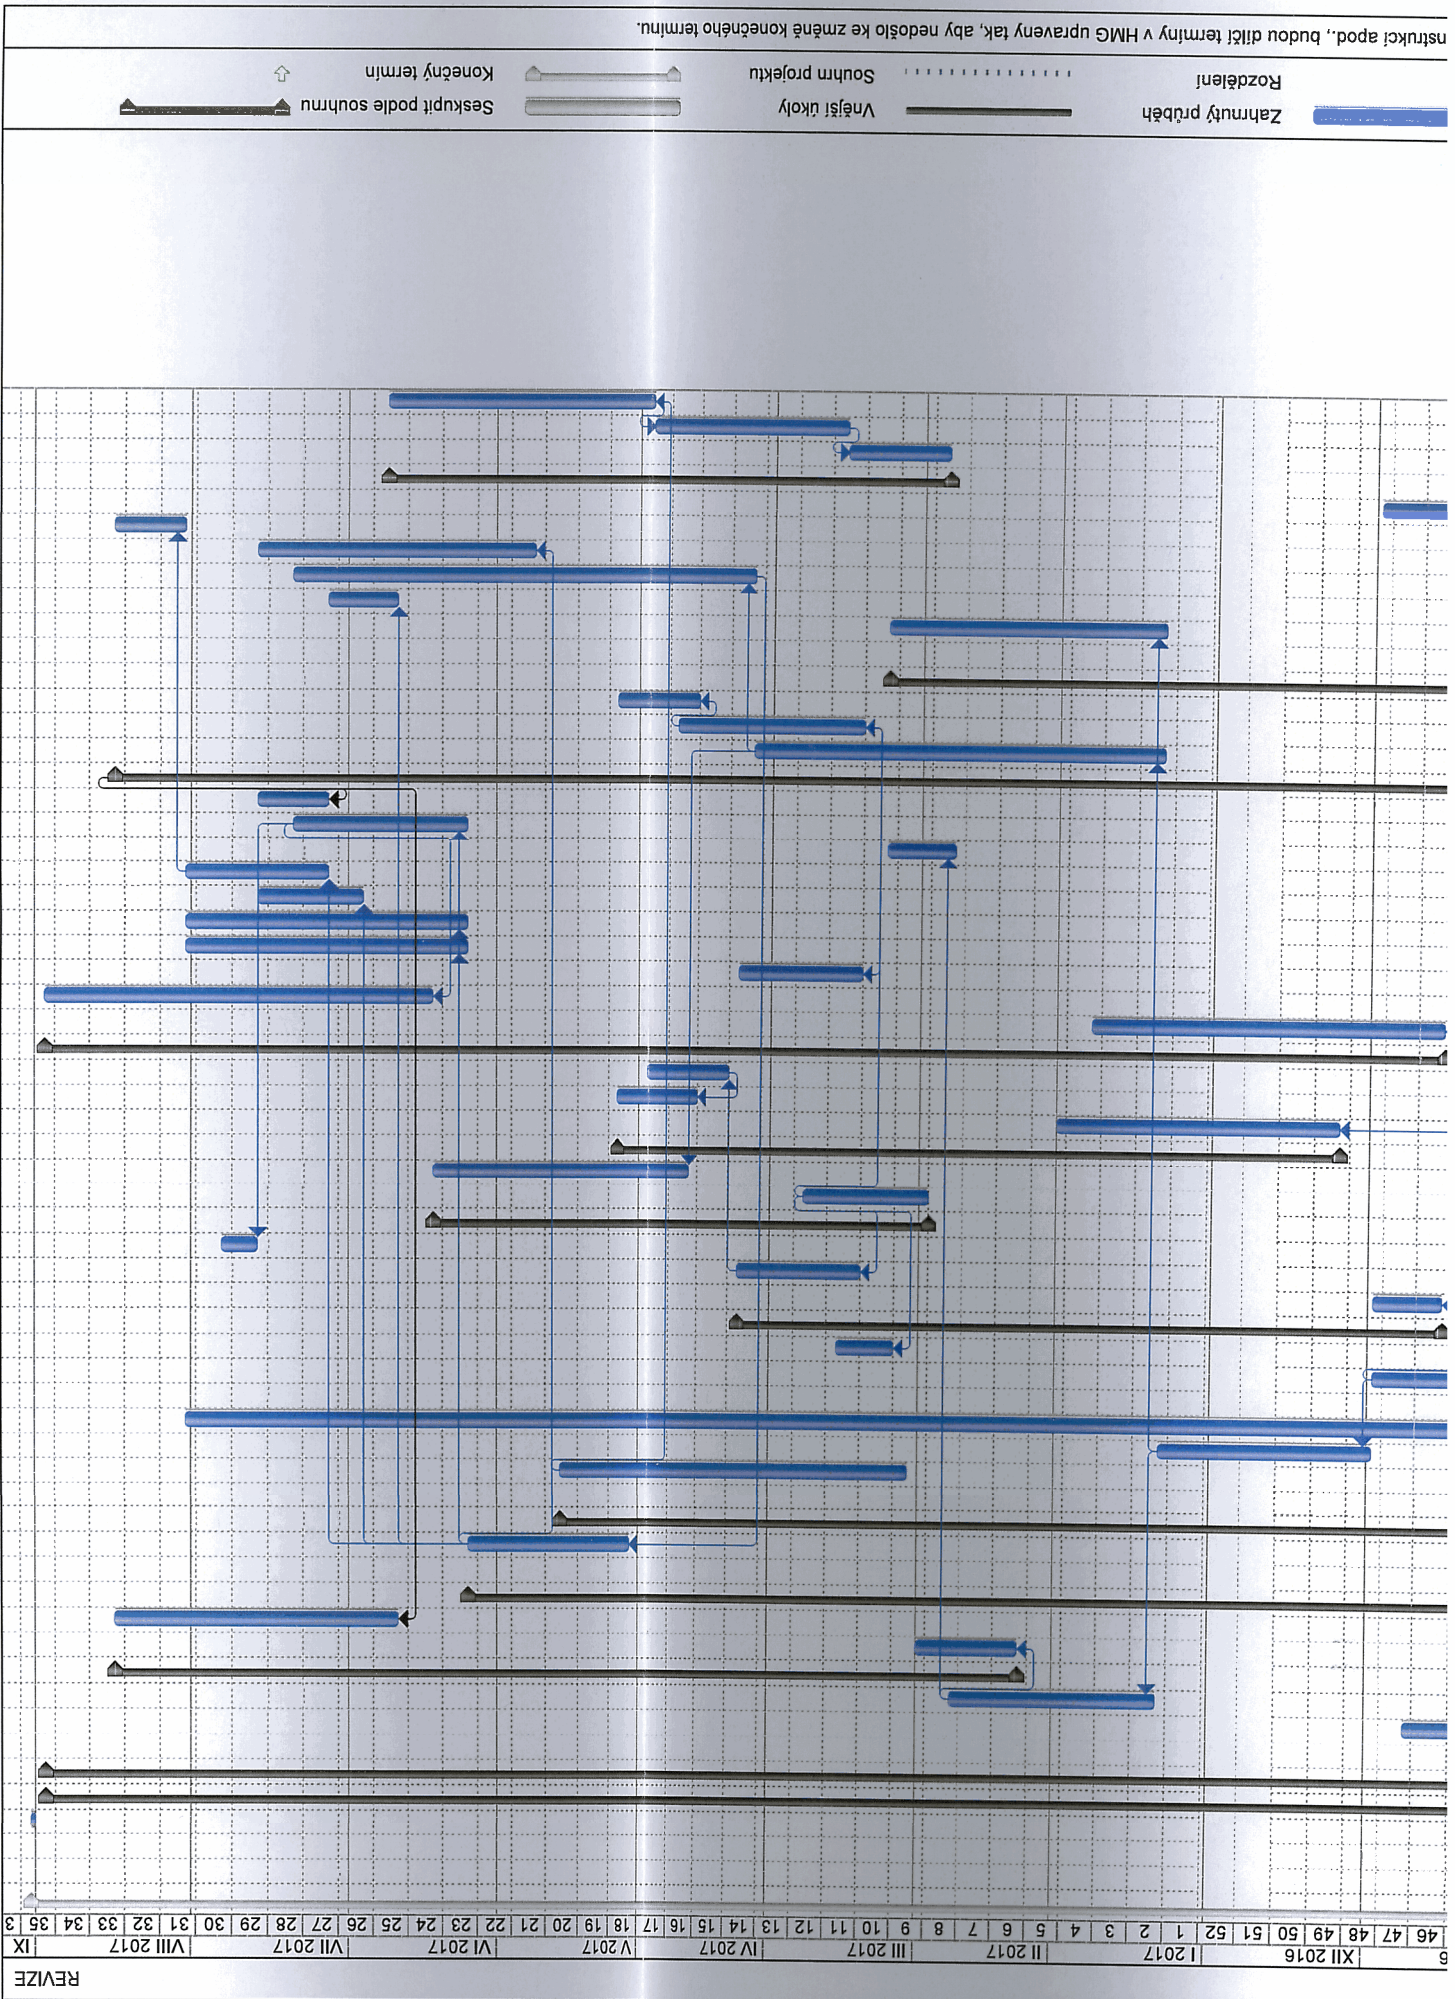 REVIZE
6 XII 2016 I 2017 II 2017 III 2017 IV 2017 V 2017 VI 2017 VII 2017 VIII 2017 IX
46 47 48 49 50 51 52 1 2 3 4 5 6 7 8 9 10 11 12 13 14 15 16 17 18 19 20 21 22 23 24 25 26 27 28 29 30 31 32 33 34 35 3
Zahrnutý průběh Vnější úkoly Seskupit podle souhrnu
Rozdělení Souhrn projektu Konečný termín
nstrukcí apod., budou dílčí termíny v HMG upraveny tak, aby nedošlo ke změně konečného termínu.